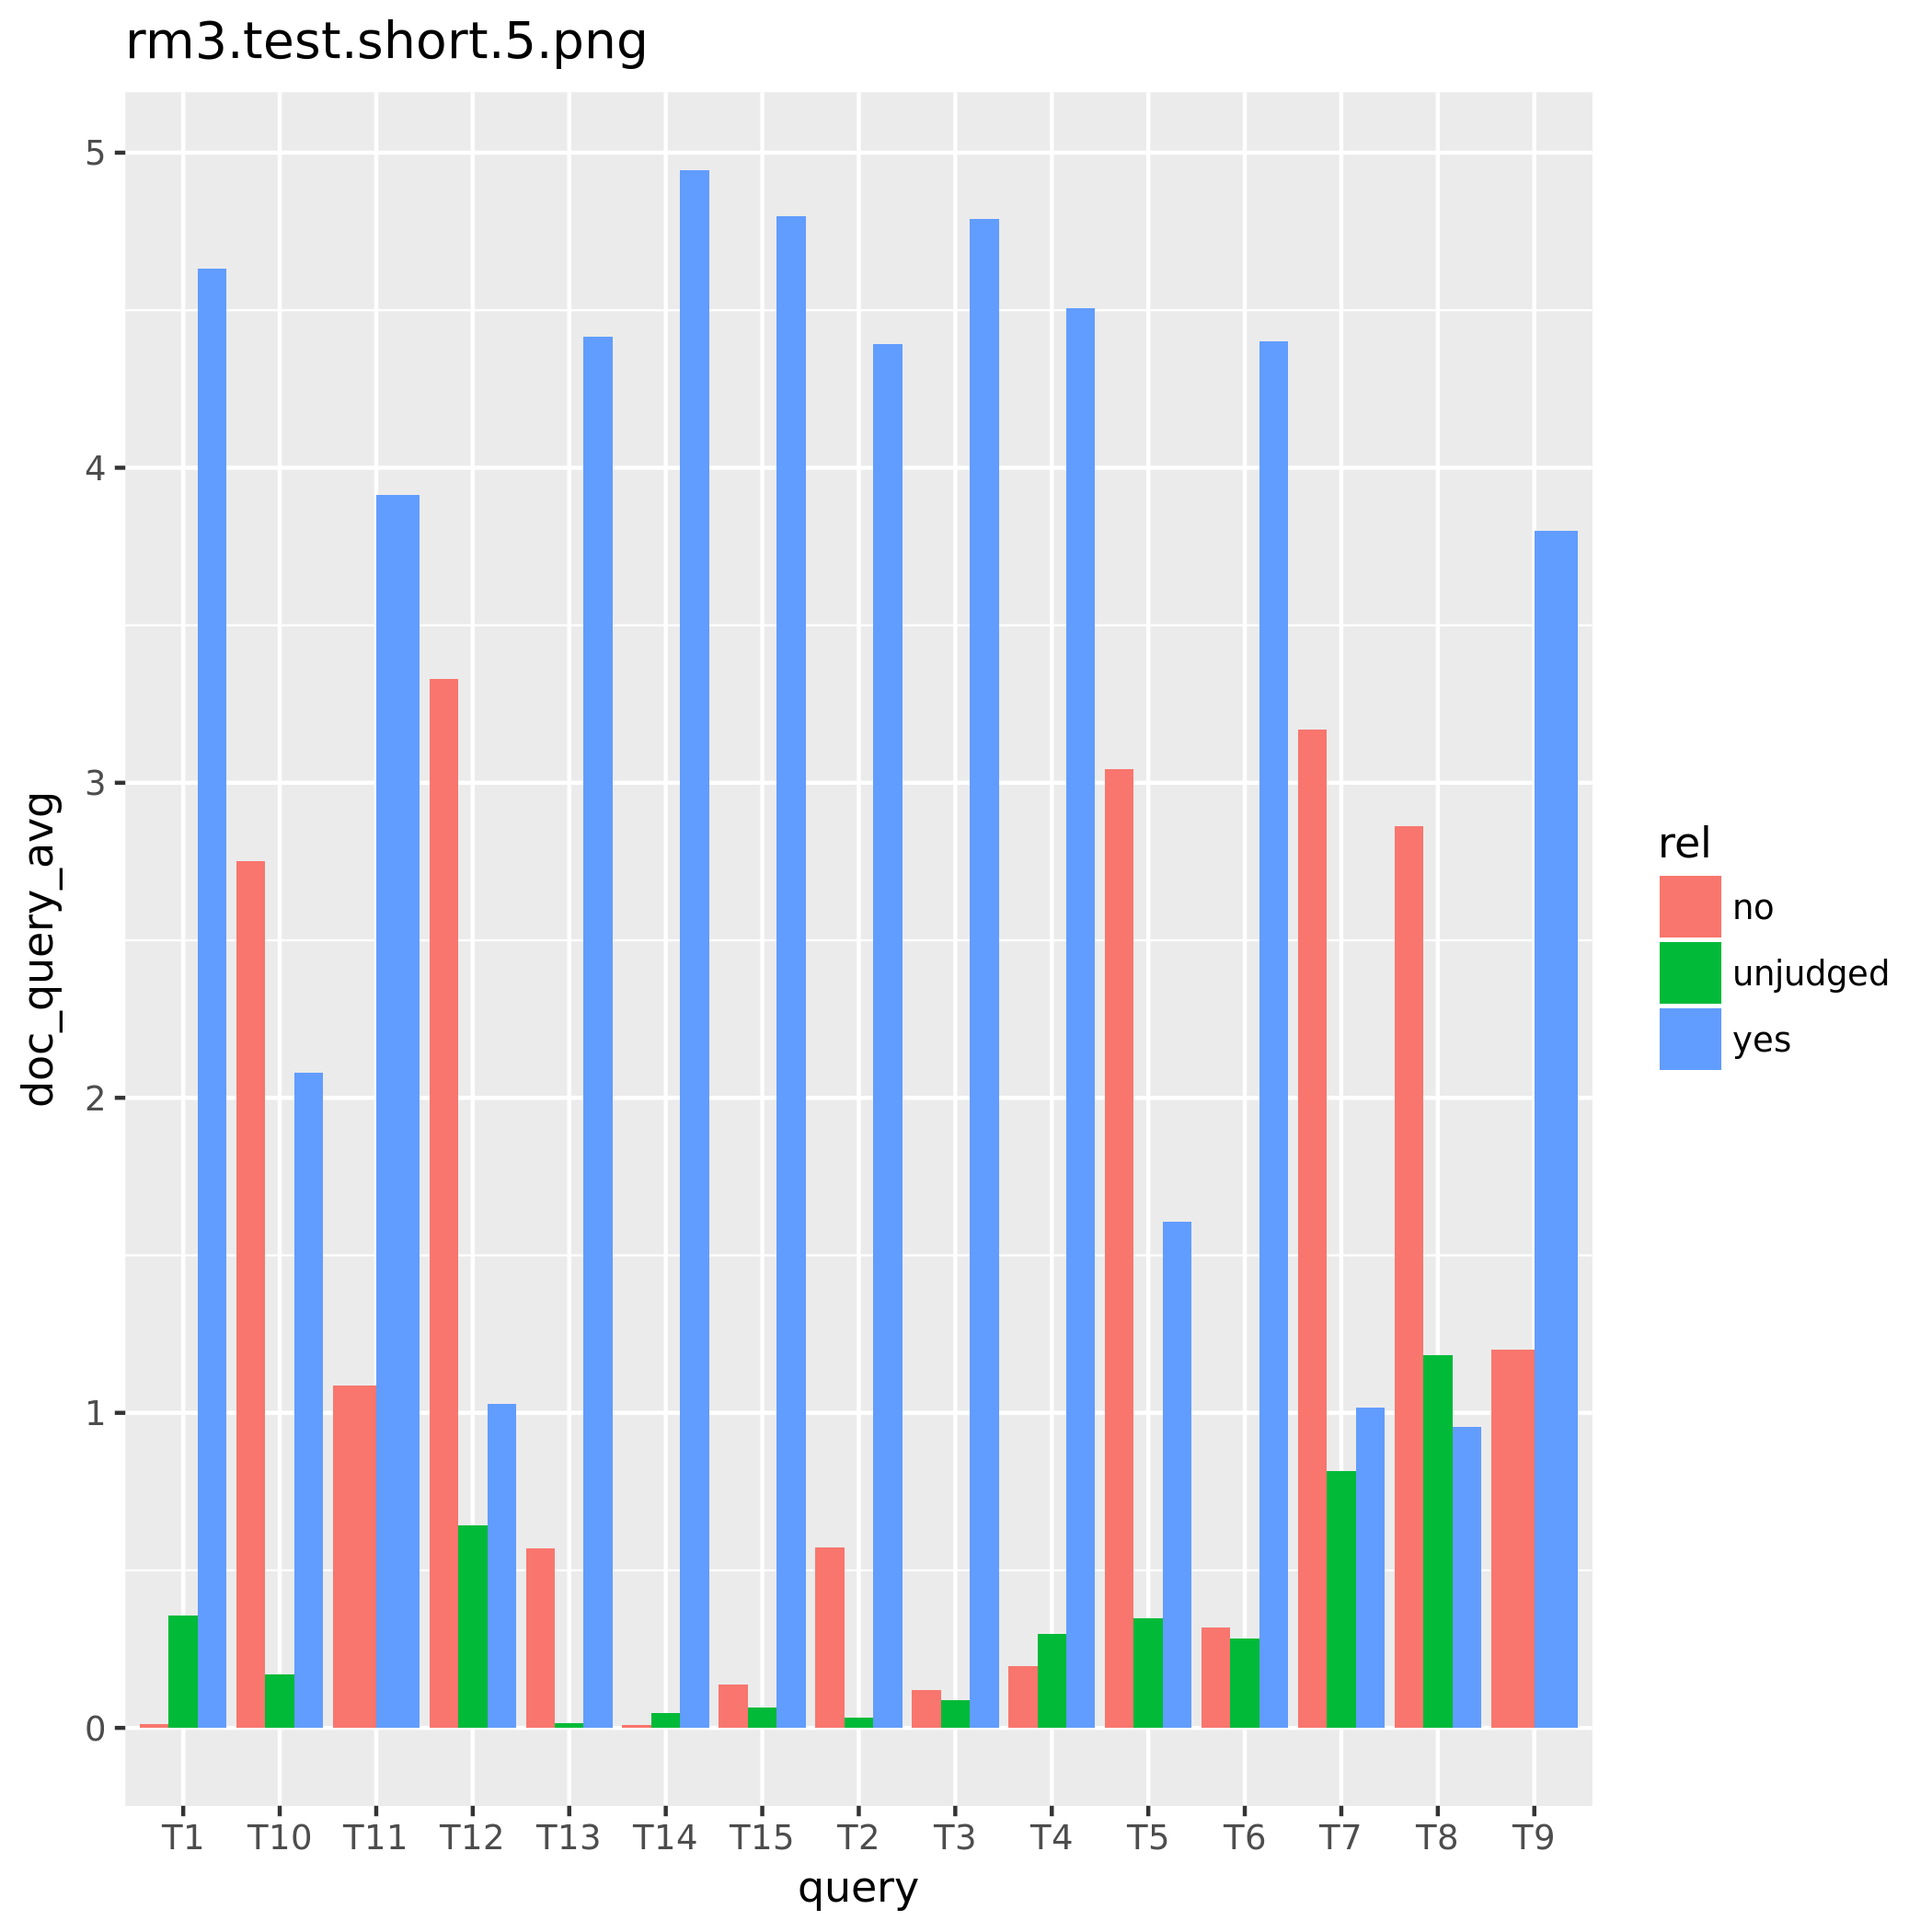 rm3.test.short.5.png
5
4
3
2
1
0
doc_query_avg
T1 T10 T11 T12 T13 T14 T15 T2 T3 T4 T5 T6 T7 T8 T9
query
rel
no
unjudged
yes